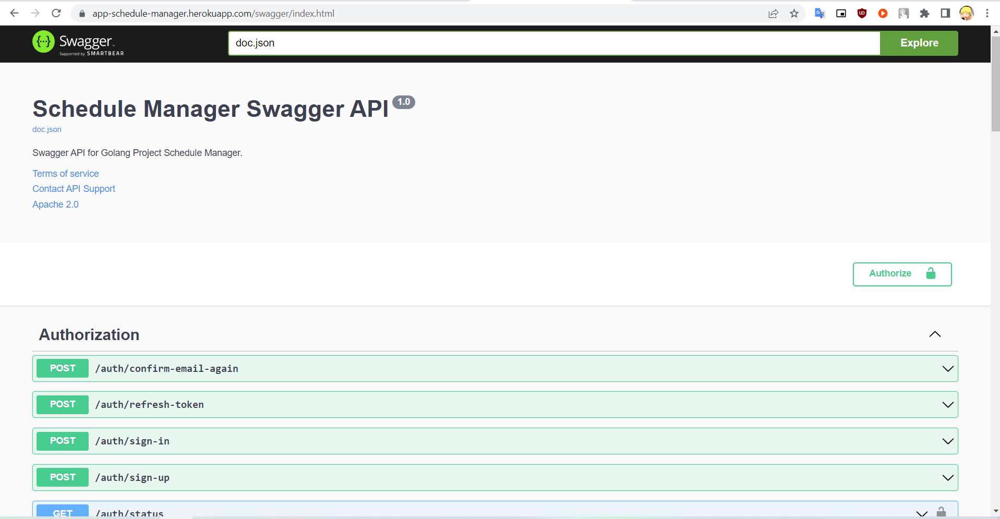 app-schedule-manager.herokuapp.com/swagger/index.html
Swagger
Supported by SMARTBEAR
doc.json
Explore
Schedule Manager Swagger API 1.0
doc.json
Swagger API for Golang Project Schedule Manager.
Terms of service
Contact API Support
Apache 2.0
Authorize
Authorization
POST /auth/confirm-email-again
POST /auth/refresh-token
POST /auth/sign-in
POST /auth/sign-up
GET /auth/status